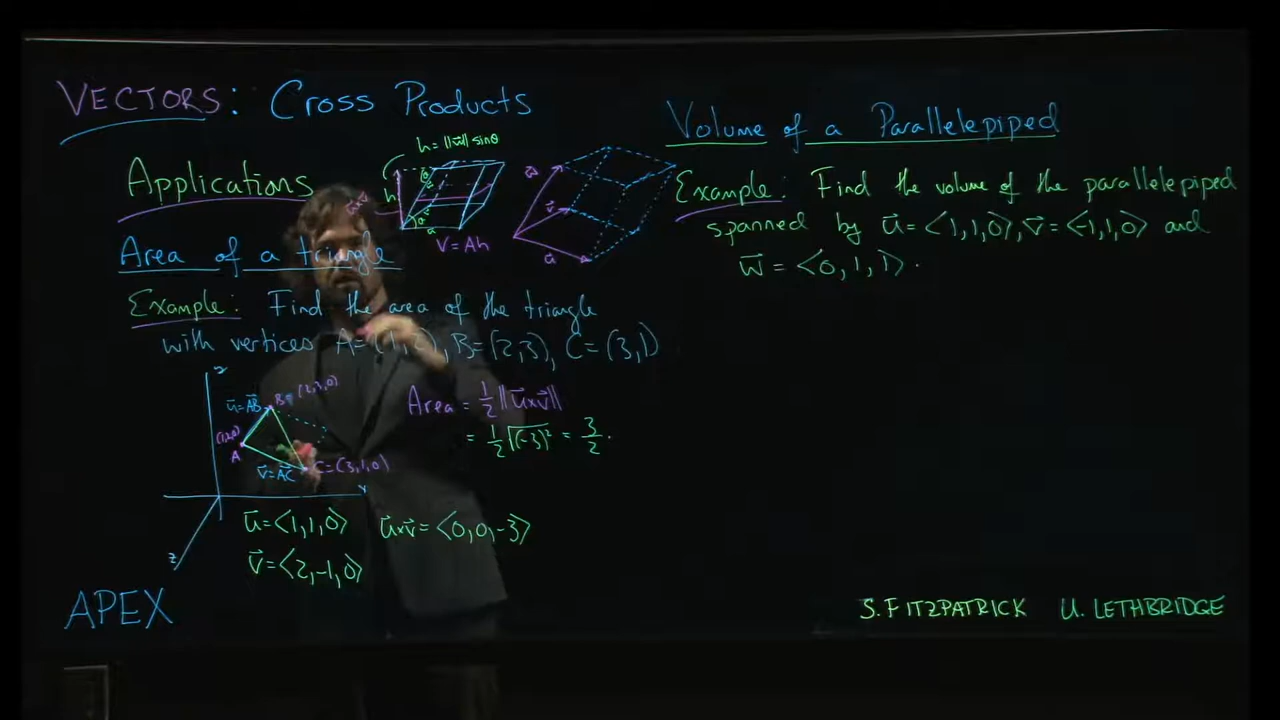 VECTORS: Cross Products
Applications
h = ||w⃗|| sinθ
h
θ
θ
a
V = Ah
w⃗
v⃗
a
Area of a triangle
Example: Find the area of the triangle
with vertices A=(1,2), B=(2,3), C=(3,1)
z
u⃗=AB⃗
B=(2,3,0)
(1,2,0)
A
v⃗=AC⃗
C=(3,1,0)
z
u⃗=⟨1,1,0⟩
v⃗=⟨2,-1,0⟩
u⃗×v⃗=⟨0,0,-3⟩
Area = ½||u⃗×v⃗||
= ½√(-3)² = 3/2.
Volume of a Parallelepiped
Example: Find the volume of the parallelepiped
spanned by u⃗=⟨1,1,0⟩, v⃗=⟨-1,1,0⟩ and
w⃗=⟨0,1,1⟩.
APEX
S. FITZPATRICK U. LETHBRIDGE